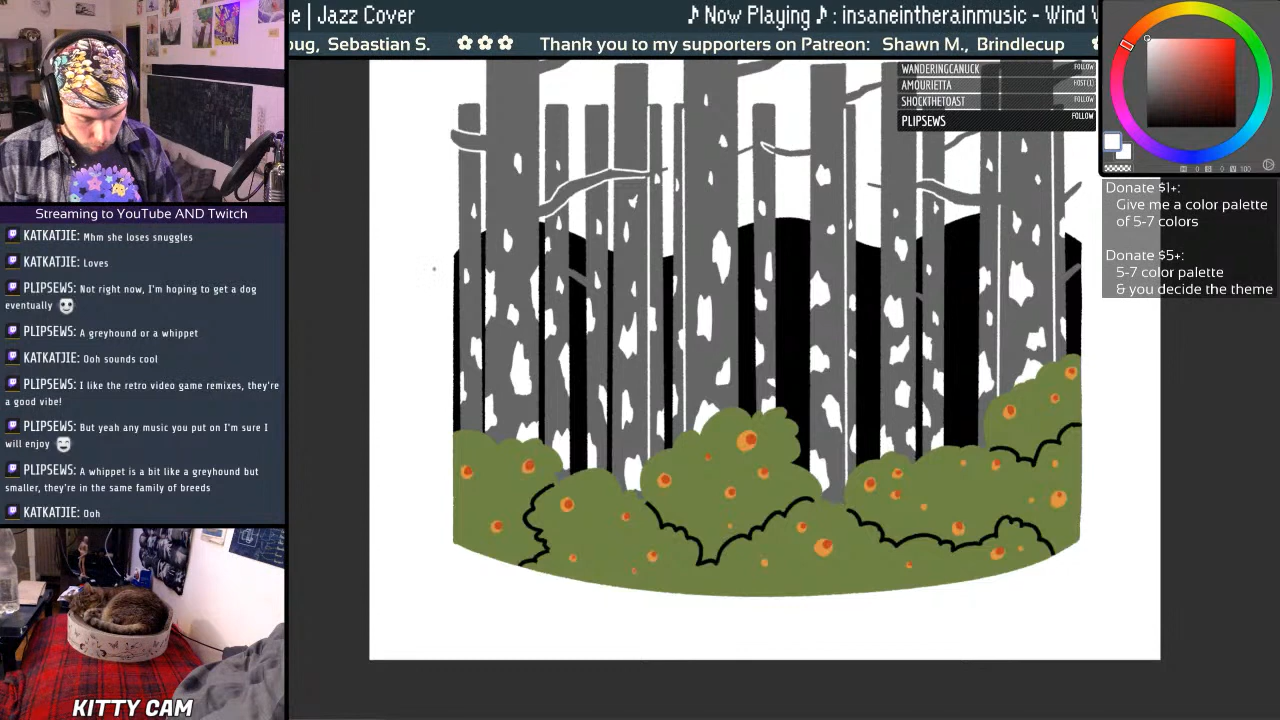 e | Jazz Cover
♪ Now Playing ♪ : insaneintherainmusic - Wind
oug, Sebastian S. ✿ ✿ ✿ Thank you to my supporters on Patreon: Shawn M., Brindlecup
WANDERINGCANUCK FOLLOW
AMOURIETTA
SHOCKTHETOAST FOLLOW
PLIPSEWS FOLLOW
Donate $1+:
Give me a color palette
of 5-7 colors
Donate $5+:
5-7 color palette
& you decide the theme
Streaming to YouTube AND Twitch
KATKATJIE: Mhm she loses snuggles
KATKATJIE: Loves
PLIPSEWS: Not right now, I'm hoping to get a dog
eventually
PLIPSEWS: A greyhound or a whippet
KATKATJIE: Ooh sounds cool
PLIPSEWS: I like the retro video game remixes, they're
a good vibe!
PLIPSEWS: But yeah any music you put on I'm sure I
will enjoy
PLIPSEWS: A whippet is a bit like a greyhound but
smaller, they're in the same family of breeds
KATKATJIE: Ooh
KITTY CAM